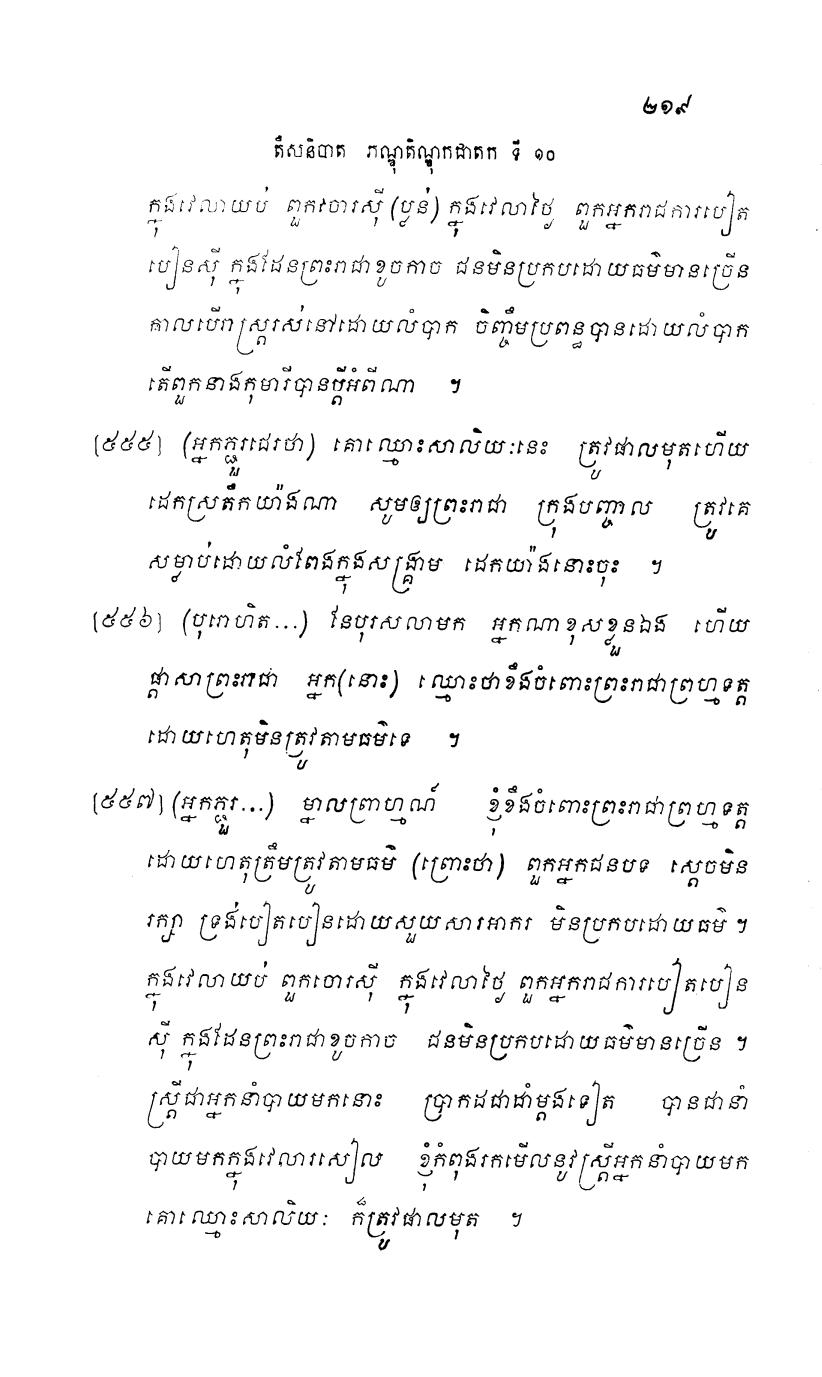 ២១៩
តឹសនិបាត ភណ្ឌុតិណ្ឌុកជាតក ទី ១០
ក្នុងវេលាយប់ ពួកចោរស៊ី (ប្លន់) ក្នុងវេលាថ្ងៃ ពួកអ្នករាជការបៀត
បៀនស៊ី ក្នុងដែនព្រះរាជាខូចកាច ជនមិនប្រកបដោយធម៌មានច្រើន
កាលបើរាស្ត្ររស់នៅដោយលំបាក ចិញ្ចឹមប្រពន្ធបានដោយលំបាក
តើពួកនាងកុមារីបានប្តីអំពីណា ។
[៥៥៥] (អ្នកភ្ជួរជេរថា) គោឈ្មោះសាលិយៈនេះ ត្រូវផាលមុតហើយ
ដេកស្រតឹកយ៉ាងណា សូមឲ្យព្រះរាជា ក្រុងបញ្ចាល ត្រូវគេ
សម្លាប់ដោយលំពែងក្នុងសង្គ្រាម ដេកយ៉ាងនោះចុះ ។
[៥៥៦] (បុរោហិត...) នែបុរសលាមក អ្នកណាខុសខ្លួនឯង ហើយ
ផ្តាសាព្រះរាជា អ្នក(នោះ) ឈ្មោះថាខឹងចំពោះព្រះរាជាព្រហ្មទត្ត
ដោយហេតុមិនត្រូវតាមធម៌ទេ ។
[៥៥៧] (អ្នកភ្ជួរ...) ម្នាលព្រាហ្មណ៍ ខ្ញុំខឹងចំពោះព្រះរាជាព្រហ្មទត្ត
ដោយហេតុត្រឹមត្រូវតាមធម៌ (ព្រោះថា) ពួកអ្នកជនបទ ស្តេចមិន
រក្សា ទ្រង់បៀតបៀនដោយសួយសារអាករ មិនប្រកបដោយធម៌ ។
ក្នុងវេលាយប់ ពួកចោរស៊ី ក្នុងវេលាថ្ងៃ ពួកអ្នករាជការបៀតបៀន
ស៊ី ក្នុងដែនព្រះរាជាខូចកាច ជនមិនប្រកបដោយធម៌មានច្រើន ។
ស្ត្រីជាអ្នកនាំបាយមកនោះ ប្រាកដជាដាំម្តងទៀត បានជានាំ
បាយមកក្នុងវេលារសៀល ខ្ញុំកំពុងរកមើលនូវស្ត្រីអ្នកនាំបាយមក
គោឈ្មោះសាលិយៈ ក៏ត្រូវផាលមុត ។